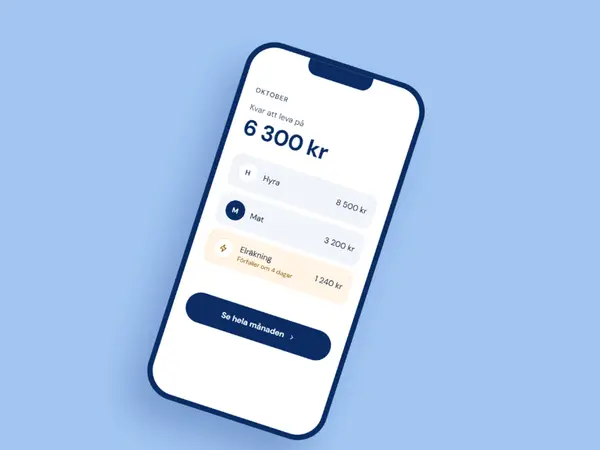 OKTOBER
Kvar att leva på
6 300 kr
H Hyra 8 500 kr
M Mat 3 200 kr
Elräkning
Förfaller om 4 dagar
1 240 kr
Se hela månaden ›